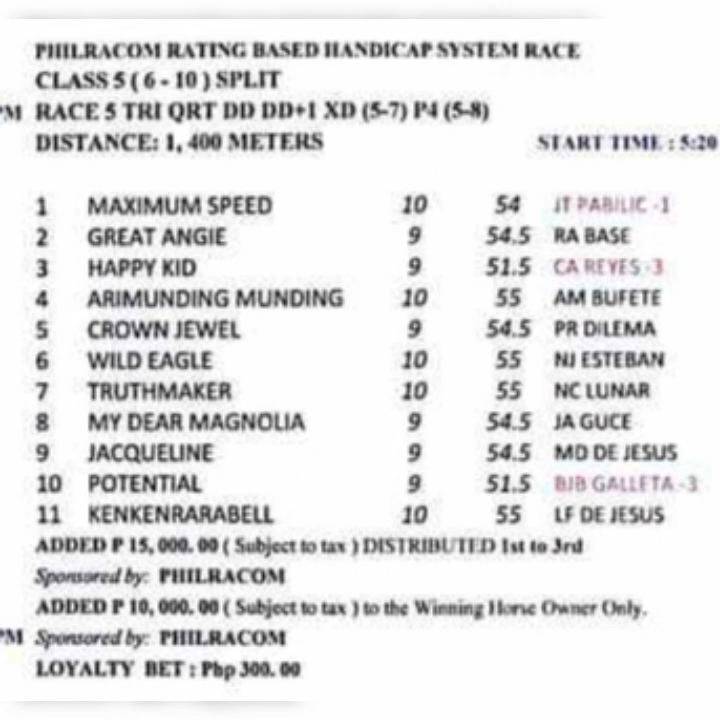 PHILRACOM RATING BASED HANDICAP SYSTEM RACE
CLASS 5 ( 6 - 10 ) SPLIT
PM RACE 5 TRI QRT DD DD+1 XD (5-7) P4 (5-8)
DISTANCE: 1, 400 METERS START TIME : 5:20
1 MAXIMUM SPEED 10 54 JT PABILIC -1
2 GREAT ANGIE 9 54.5 RA BASE
3 HAPPY KID 9 51.5 CA REYES -3
4 ARIMUNDING MUNDING 10 55 AM BUFETE
5 CROWN JEWEL 9 54.5 PR DILEMA
6 WILD EAGLE 10 55 NJ ESTEBAN
7 TRUTHMAKER 10 55 NC LUNAR
8 MY DEAR MAGNOLIA 9 54.5 JA GUCE
9 JACQUELINE 9 54.5 MD DE JESUS
10 POTENTIAL 9 51.5 BJB GALLETA -3
11 KENKENRARABELL 10 55 LF DE JESUS
ADDED P 15, 000. 00 ( Subject to tax ) DISTRIBUTED 1st to 3rd
Sponsored by: PHILRACOM
ADDED P 10, 000. 00 ( Subject to tax ) to the Winning Horse Owner Only.
PM Sponsored by: PHILRACOM
LOYALTY BET : Php 300. 00